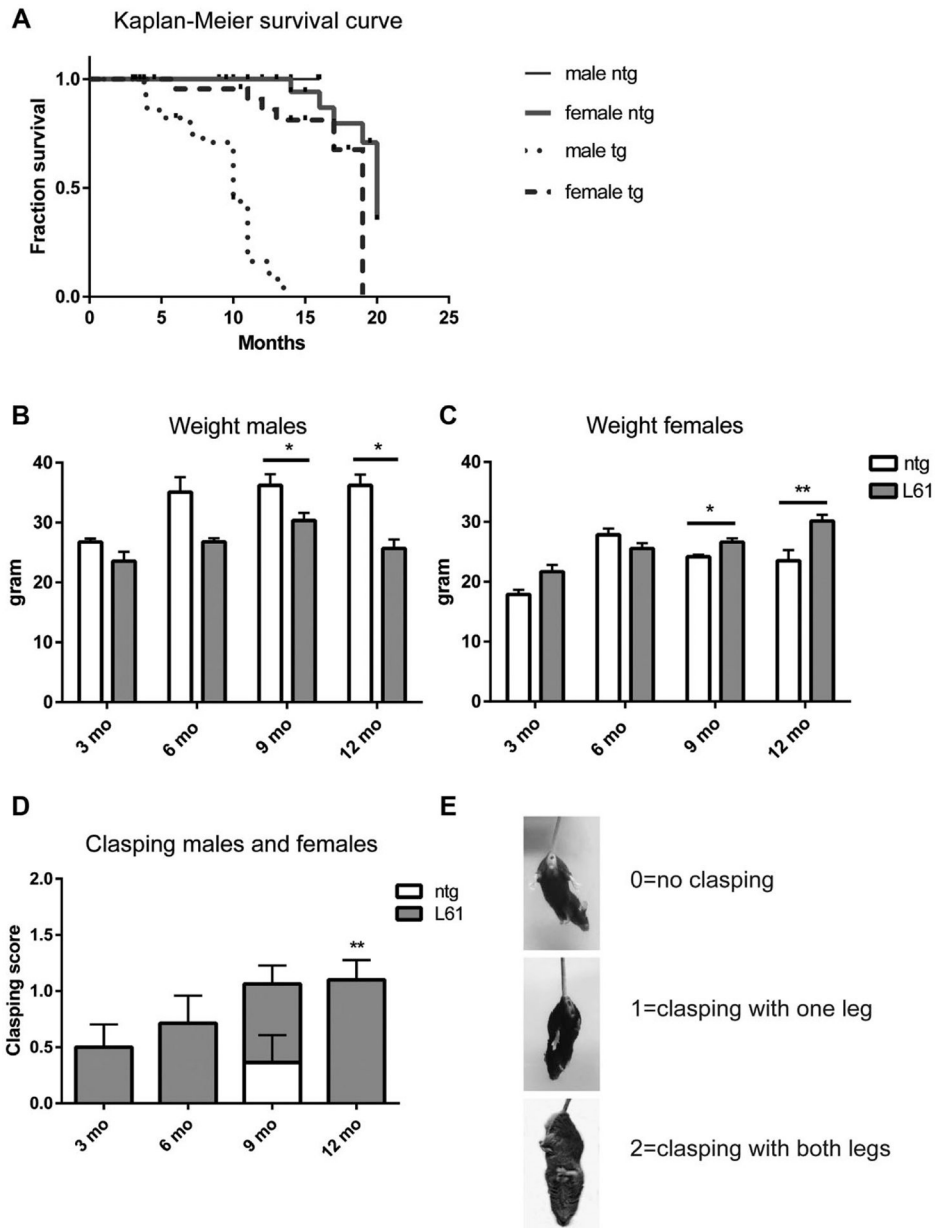 A
Kaplan-Meier survival curve
Fraction survival
1.0
0.5
0.0
0 5 10 15 20 25
Months
male ntg
female ntg
male tg
female tg
B
Weight males
gram
40
30
20
10
0
* *
3 mo 6 mo 9 mo 12 mo
C
Weight females
gram
40
30
20
10
0
* **
3 mo 6 mo 9 mo 12 mo
ntg
L61
D
Clasping males and females
Clasping score
2.0
1.5
1.0
0.5
0.0
**
3 mo 6 mo 9 mo 12 mo
ntg
L61
E
0=no clasping
1=clasping with one leg
2=clasping with both legs